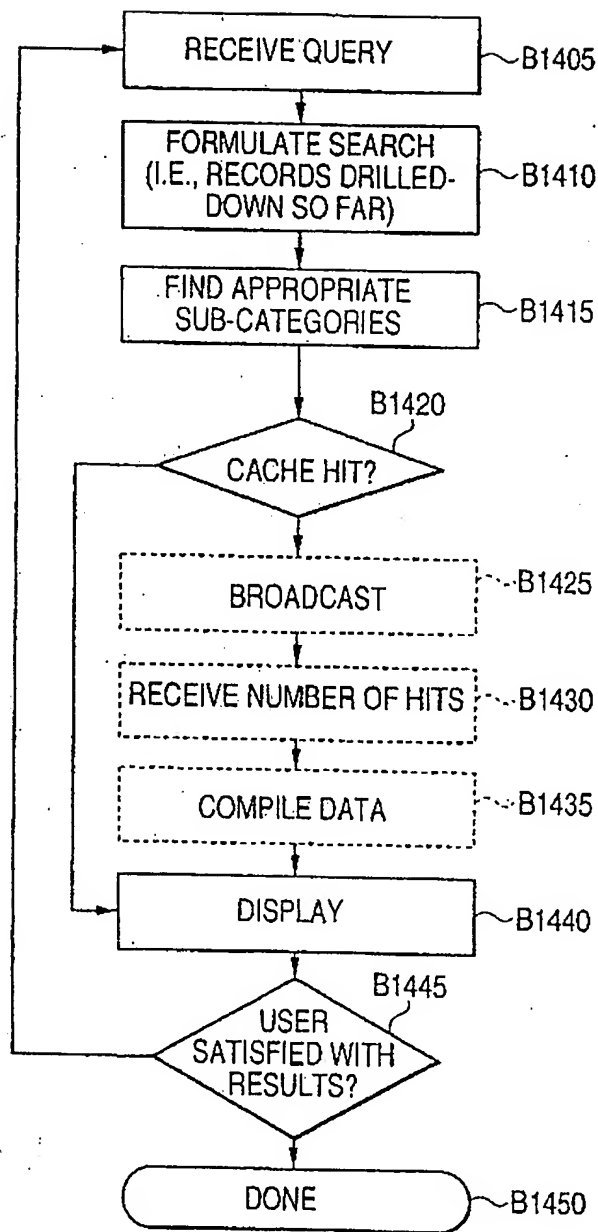 RECEIVE QUERY
B1405
FORMULATE SEARCH
(I.E., RECORDS DRILLED-
DOWN SO FAR)
B1410
FIND APPROPRIATE
SUB-CATEGORIES
B1415
B1420
CACHE HIT?
BROADCAST
B1425
RECEIVE NUMBER OF HITS
B1430
COMPILE DATA
B1435
DISPLAY
B1440
B1445
USER
SATISFIED WITH
RESULTS?
DONE
B1450